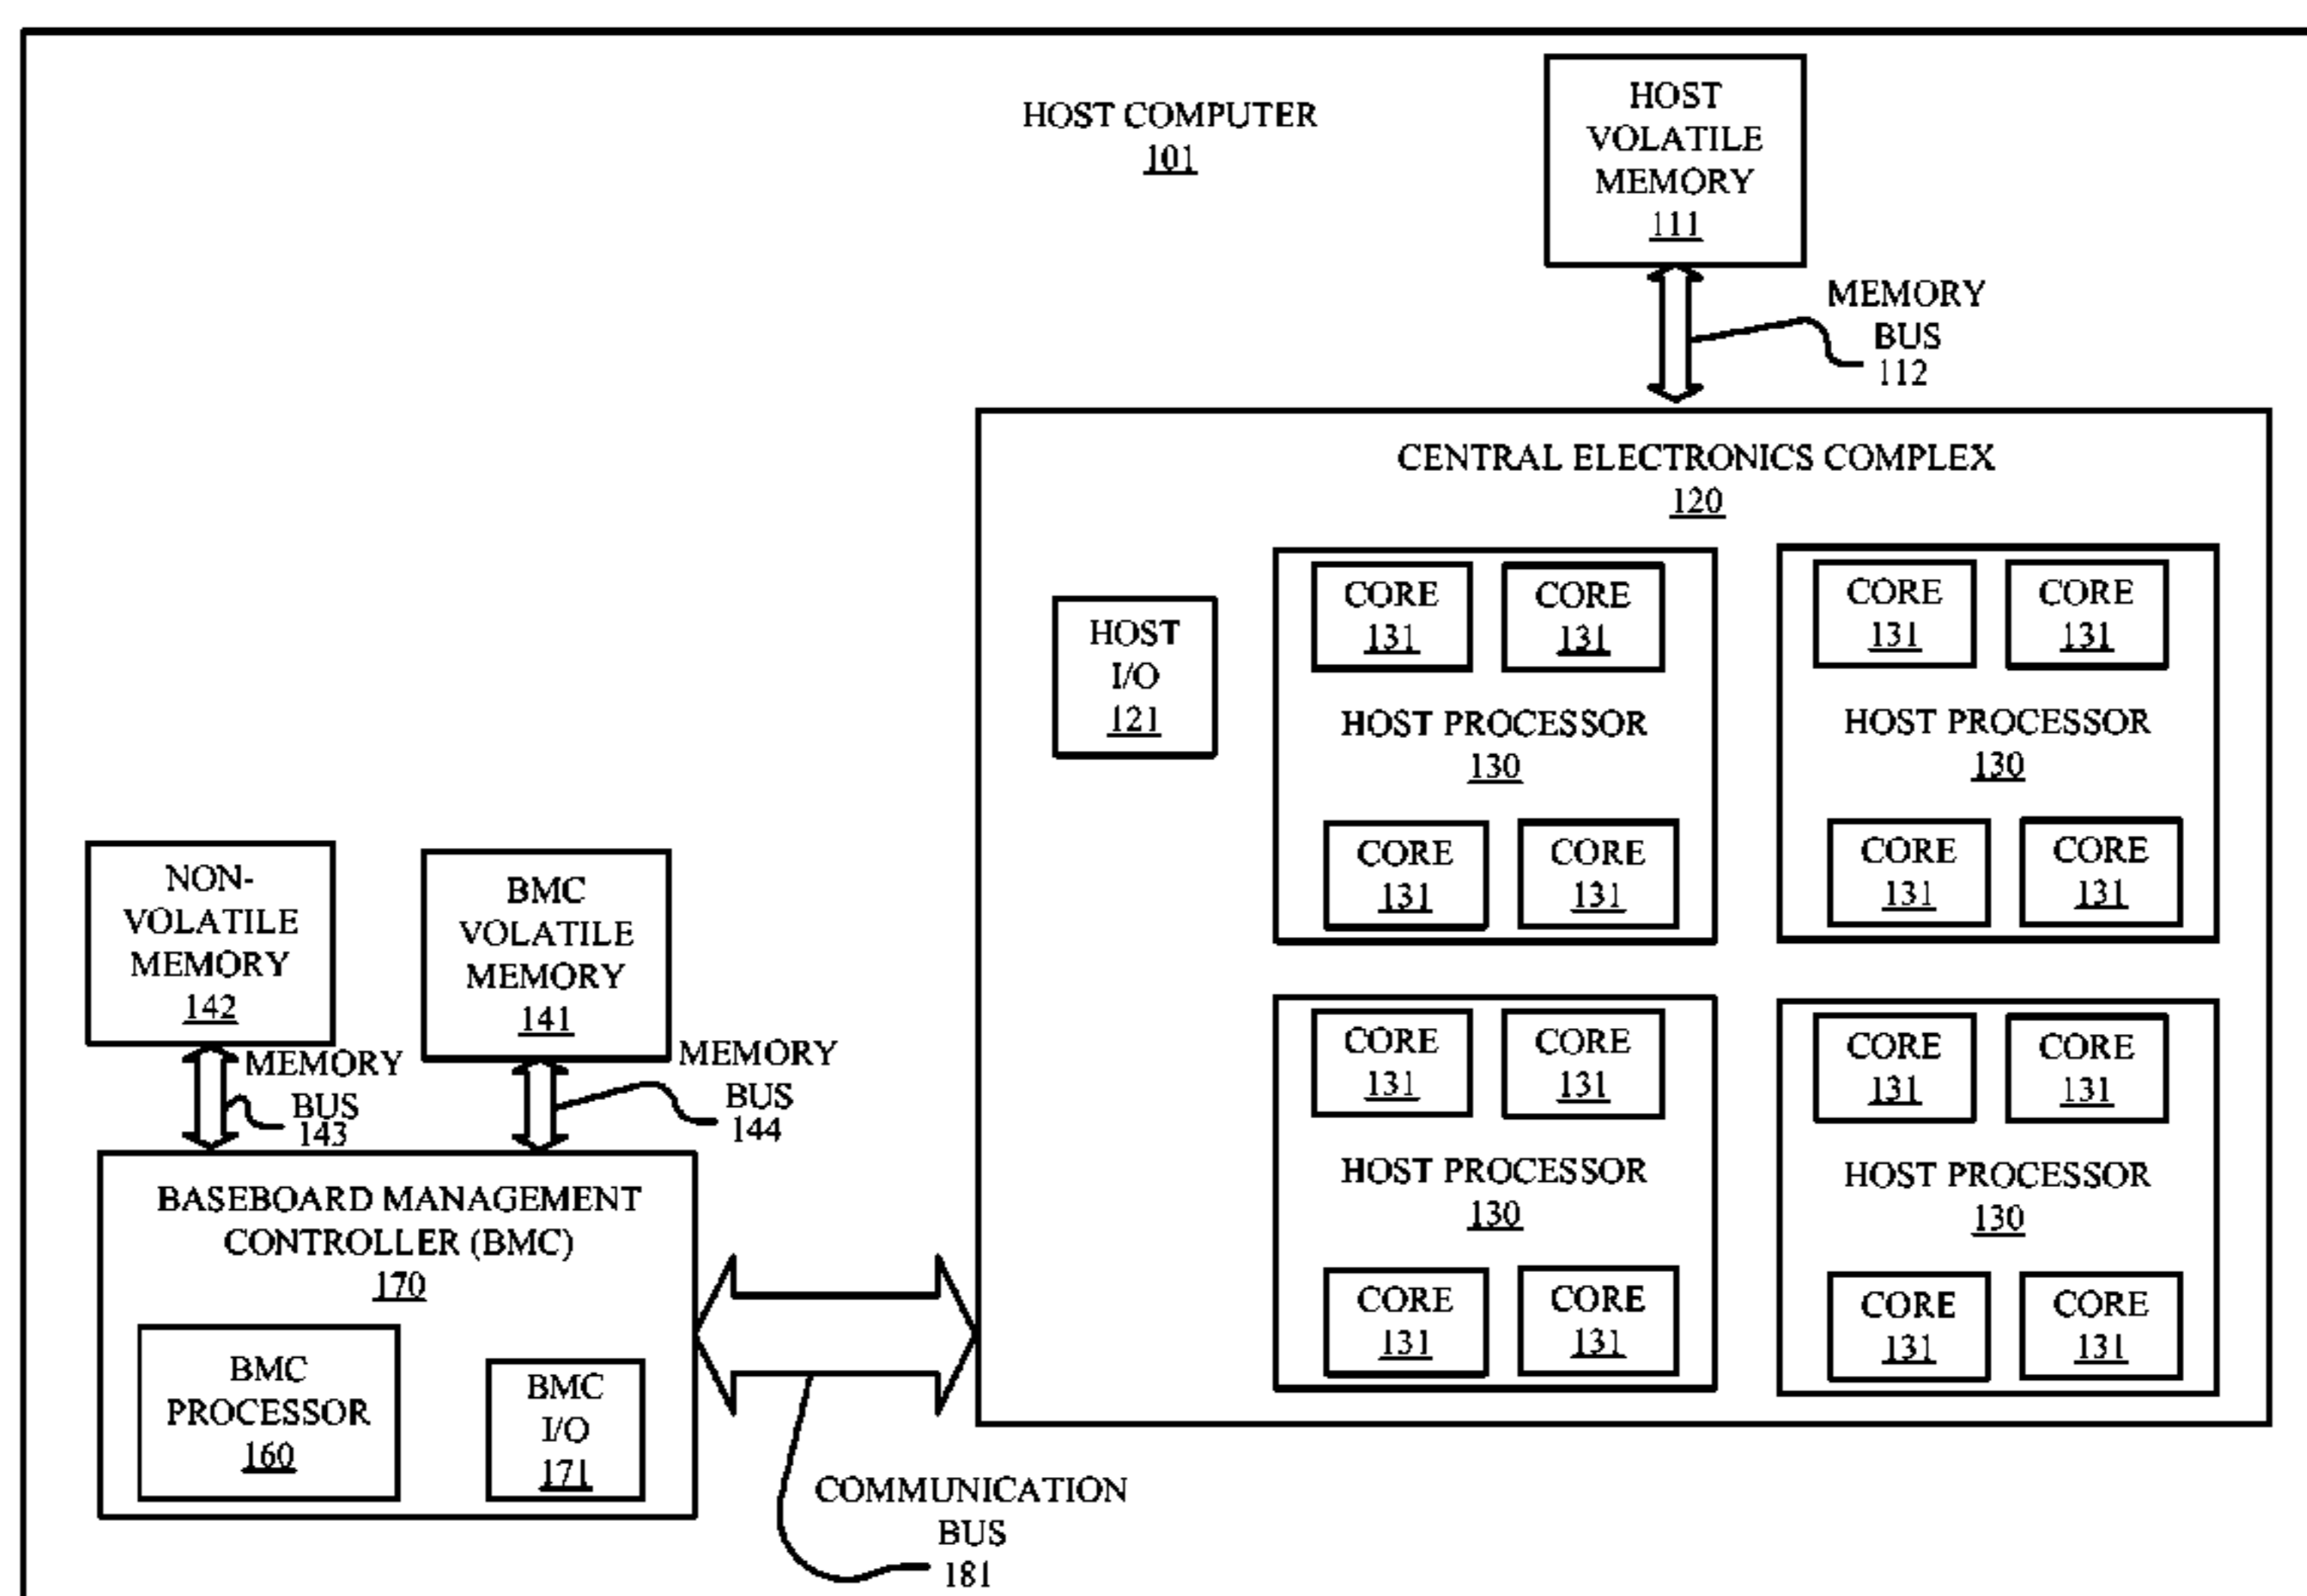 HOST COMPUTER
101
HOST
VOLATILE
MEMORY
111
MEMORY
BUS
112
CENTRAL ELECTRONICS COMPLEX
120
HOST
I/O
121
CORE
131
CORE
131
HOST PROCESSOR
130
CORE
131
CORE
131
CORE
131
CORE
131
HOST PROCESSOR
130
CORE
131
CORE
131
CORE
131
CORE
131
HOST PROCESSOR
130
CORE
131
CORE
131
CORE
131
CORE
131
HOST PROCESSOR
130
CORE
131
CORE
131
NON-
VOLATILE
MEMORY
142
BMC
VOLATILE
MEMORY
141
MEMORY
BUS
143
MEMORY
BUS
144
BASEBOARD MANAGEMENT
CONTROLLER (BMC)
170
BMC
PROCESSOR
160
BMC
I/O
171
COMMUNICATION
BUS
181